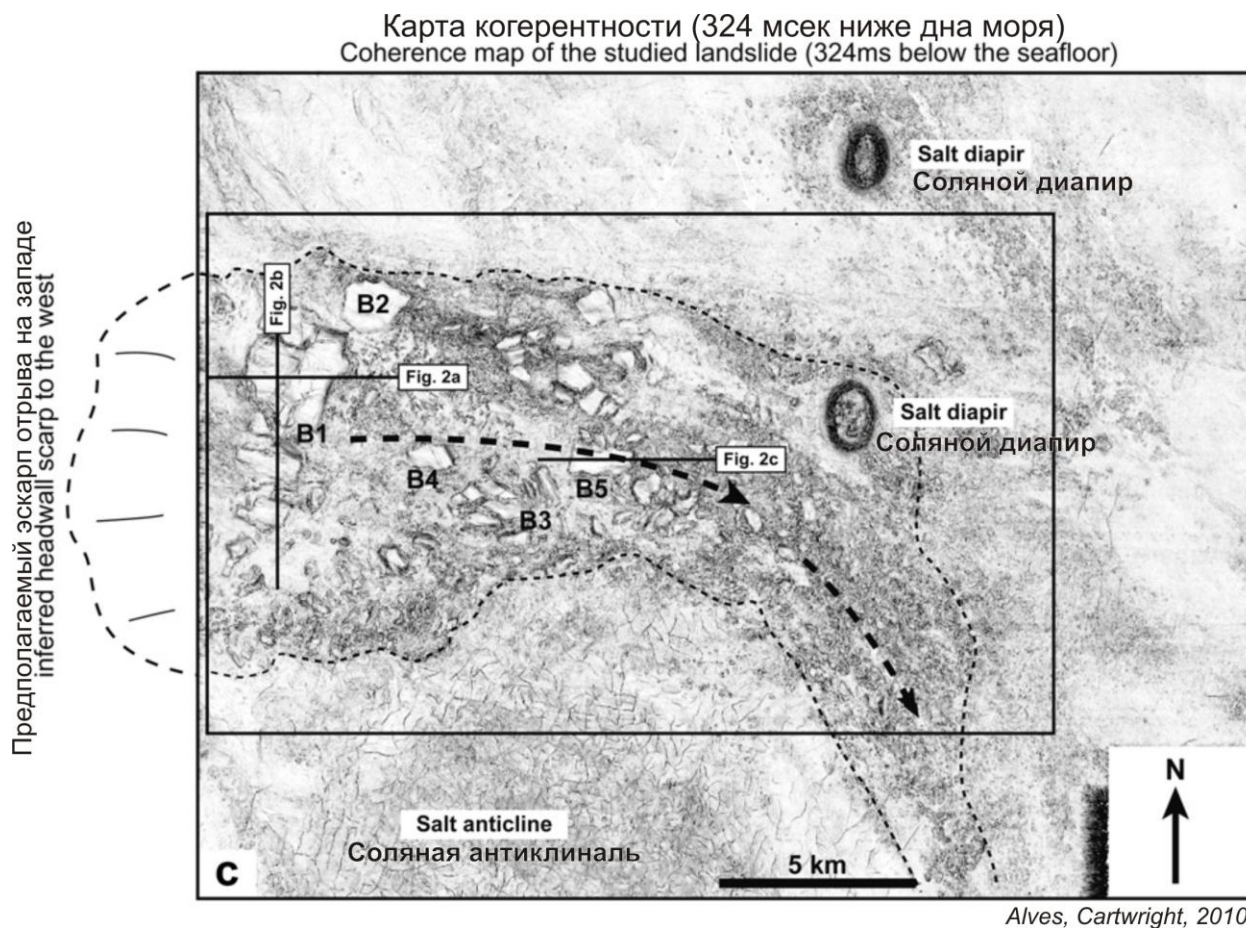 Карта когерентности (324 мсек ниже дна моря)
Coherence map of the studied landslide (324ms below the seafloor)
Предполагаемый эскарп отрыва на западе
inferred headwall scarp to the west
Salt diapir
Соляной диапир
Fig. 2b
B2
Fig. 2a
Salt diapir
Соляной диапир
B1
B4
B5
Fig. 2c
B3
N
Salt anticline
Соляная антиклиналь
c
5 km
Alves, Cartwright, 2010